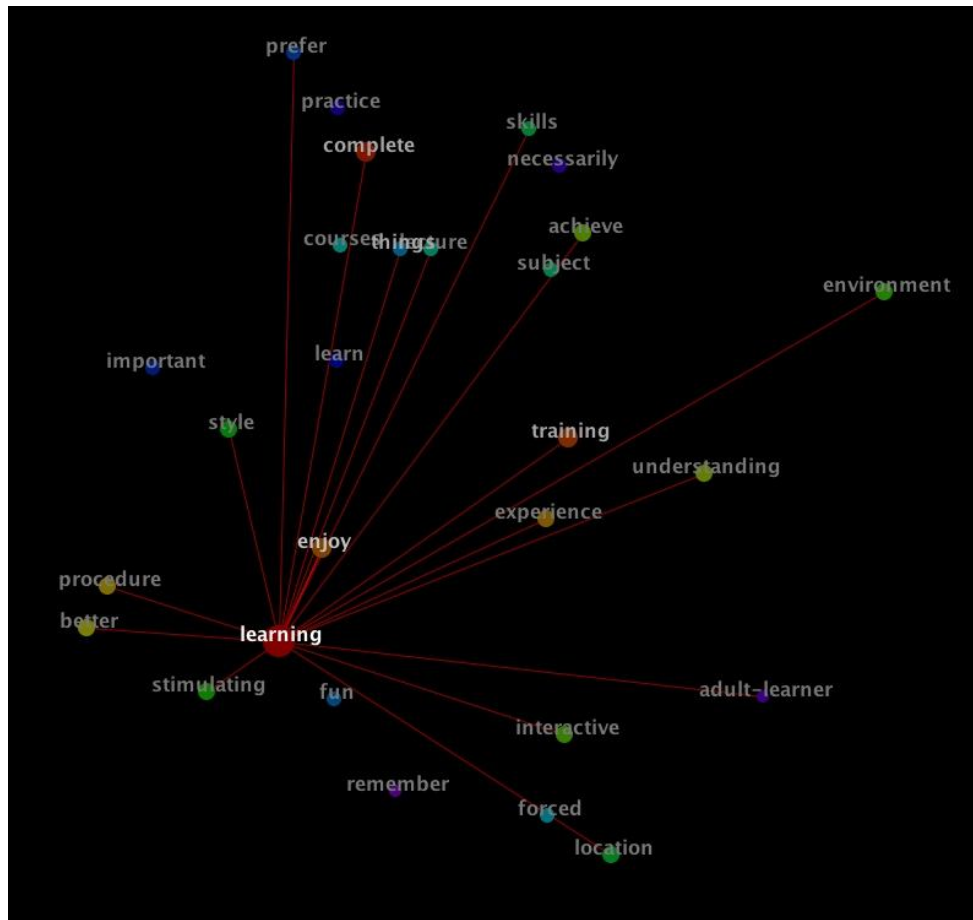 prefer
practice
skills
complete
necessarily
achieve
courses
things
lecture
subject
environment
learn
important
style
training
understanding
experience
enjoy
procedure
better
learning
stimulating
fun
adult-learner
interactive
remember
forced
location